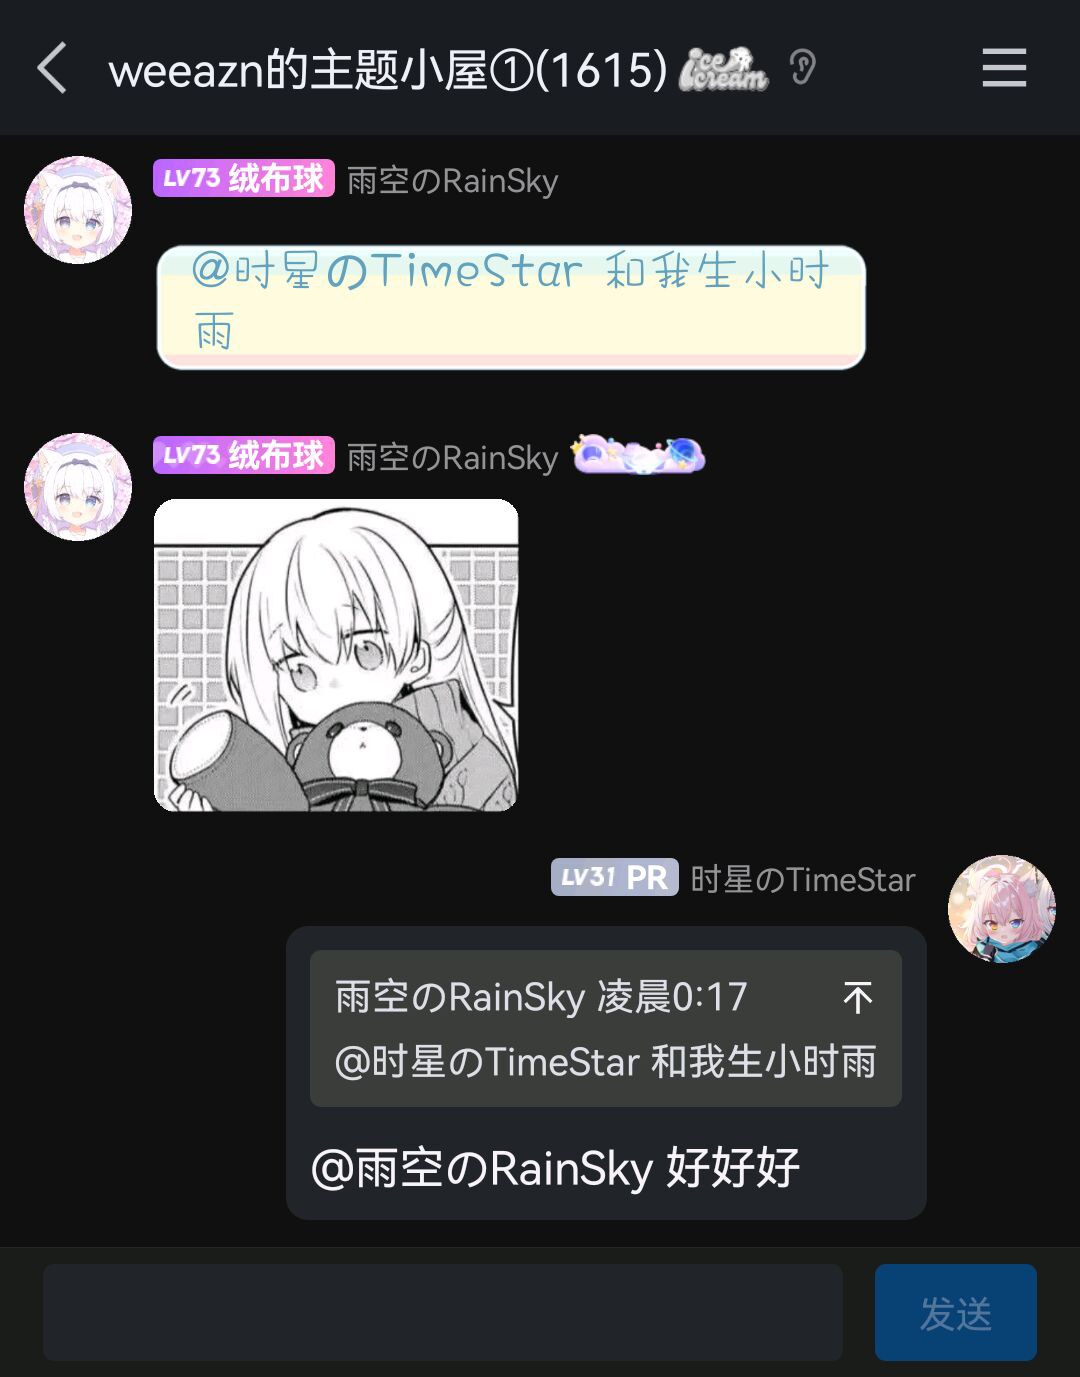 weeazn的主题小屋①(1615) ice cream
LV73 绒布球 雨空のRainSky
@时星のTimeStar 和我生小时
雨
LV73 绒布球 雨空のRainSky
LV31 PR 时星のTimeStar
雨空のRainSky 凌晨0:17
@时星のTimeStar 和我生小时雨
@雨空のRainSky 好好好
发送